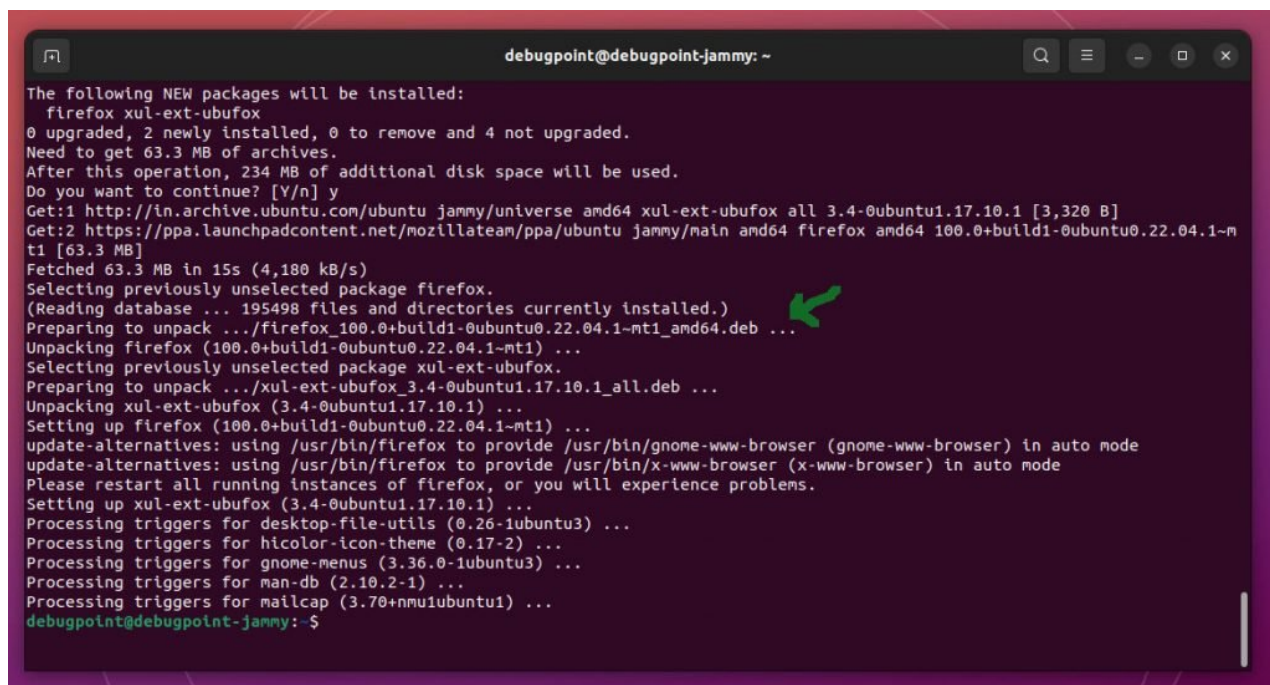 debugpoint@debugpoint-jammy: ~
The following NEW packages will be installed:
  firefox xul-ext-ubufox
0 upgraded, 2 newly installed, 0 to remove and 4 not upgraded.
Need to get 63.3 MB of archives.
After this operation, 234 MB of additional disk space will be used.
Do you want to continue? [Y/n] y
Get:1 http://in.archive.ubuntu.com/ubuntu jammy/universe amd64 xul-ext-ubufox all 3.4-0ubuntu1.17.10.1 [3,320 B]
Get:2 https://ppa.launchpadcontent.net/mozillateam/ppa/ubuntu jammy/main amd64 firefox amd64 100.0+build1-0ubuntu0.22.04.1~m
t1 [63.3 MB]
Fetched 63.3 MB in 15s (4,180 kB/s)
Selecting previously unselected package firefox.
(Reading database ... 195498 files and directories currently installed.)
Preparing to unpack .../firefox_100.0+build1-0ubuntu0.22.04.1~mt1_amd64.deb ...
Unpacking firefox (100.0+build1-0ubuntu0.22.04.1~mt1) ...
Selecting previously unselected package xul-ext-ubufox.
Preparing to unpack .../xul-ext-ubufox_3.4-0ubuntu1.17.10.1_all.deb ...
Unpacking xul-ext-ubufox (3.4-0ubuntu1.17.10.1) ...
Setting up firefox (100.0+build1-0ubuntu0.22.04.1~mt1) ...
update-alternatives: using /usr/bin/firefox to provide /usr/bin/gnome-www-browser (gnome-www-browser) in auto mode
update-alternatives: using /usr/bin/firefox to provide /usr/bin/x-www-browser (x-www-browser) in auto mode
Please restart all running instances of firefox, or you will experience problems.
Setting up xul-ext-ubufox (3.4-0ubuntu1.17.10.1) ...
Processing triggers for desktop-file-utils (0.26-1ubuntu3) ...
Processing triggers for hicolor-icon-theme (0.17-2) ...
Processing triggers for gnome-menus (3.36.0-1ubuntu3) ...
Processing triggers for man-db (2.10.2-1) ...
Processing triggers for mailcap (3.70+nmu1ubuntu1) ...
debugpoint@debugpoint-jammy:~$